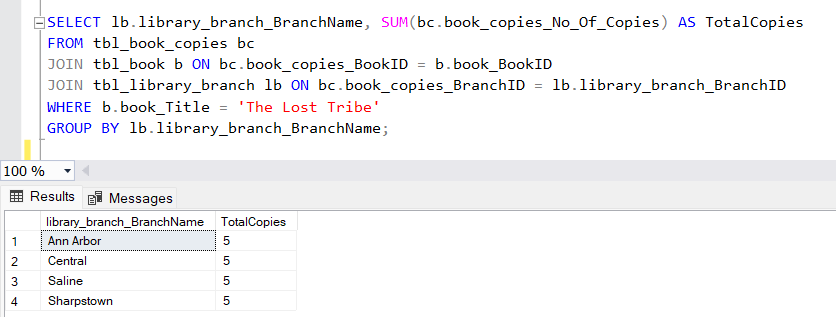 SELECT lb.library_branch_BranchName, SUM(bc.book_copies_No_Of_Copies) AS TotalCopies
FROM tbl_book_copies bc
JOIN tbl_book b ON bc.book_copies_BookID = b.book_BookID
JOIN tbl_library_branch lb ON bc.book_copies_BranchID = lb.library_branch_BranchID
WHERE b.book_Title = 'The Lost Tribe'
GROUP BY lb.library_branch_BranchName;
100 %
Results Messages
library_branch_BranchName TotalCopies
1 Ann Arbor 5
2 Central 5
3 Saline 5
4 Sharpstown 5